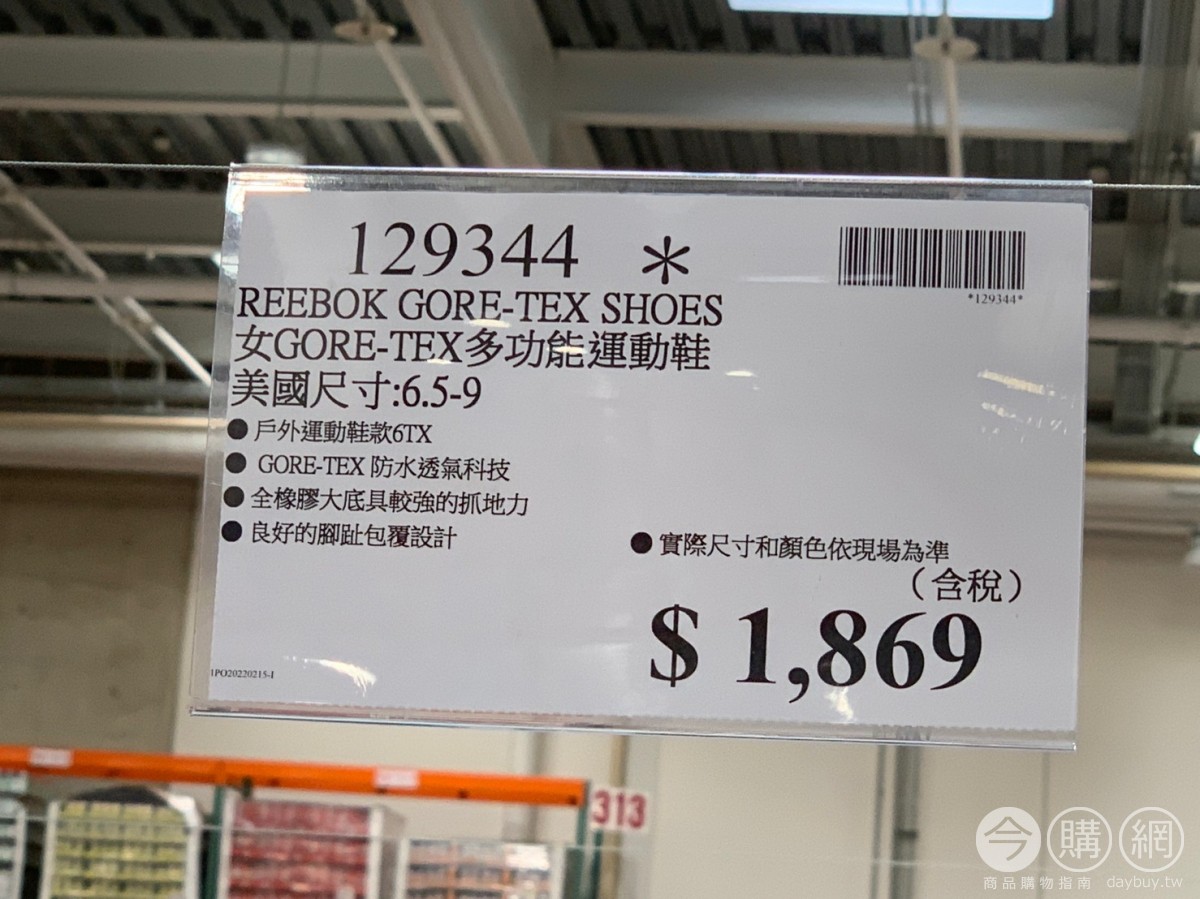 129344 *
*129344*
REEBOK GORE-TEX SHOES
女GORE-TEX多功能運動鞋
美國尺寸:6.5-9
● 戶外運動鞋款6TX
● GORE-TEX 防水透氣科技
● 全橡膠大底具較強的抓地力
● 良好的腳趾包覆設計
● 實際尺寸和顏色依現場為準
(含稅)
$ 1,869
1PO20220215-I
313
今購網
商品購物指南 daybuy.tw